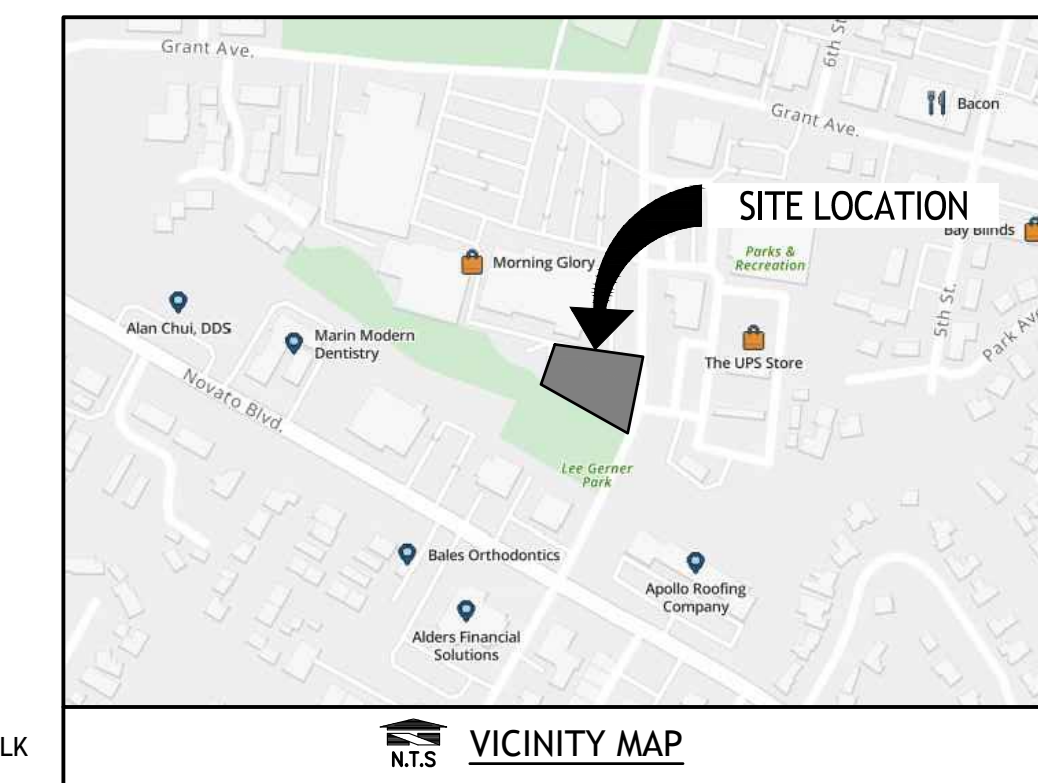 Grant Ave.
6th St
Bacon
Grant Ave.
SITE LOCATION
Bay Blinds
Parks &
Recreation
Morning Glory
5th St.
Park Av
Alan Chui, DDS
Marin Modern
Dentistry
The UPS Store
Novato Blvd.
Lee Gerner
Park
Bales Orthodontics
Apollo Roofing
Company
Alders Financial
Solutions
LK
N.T.S
VICINITY MAP